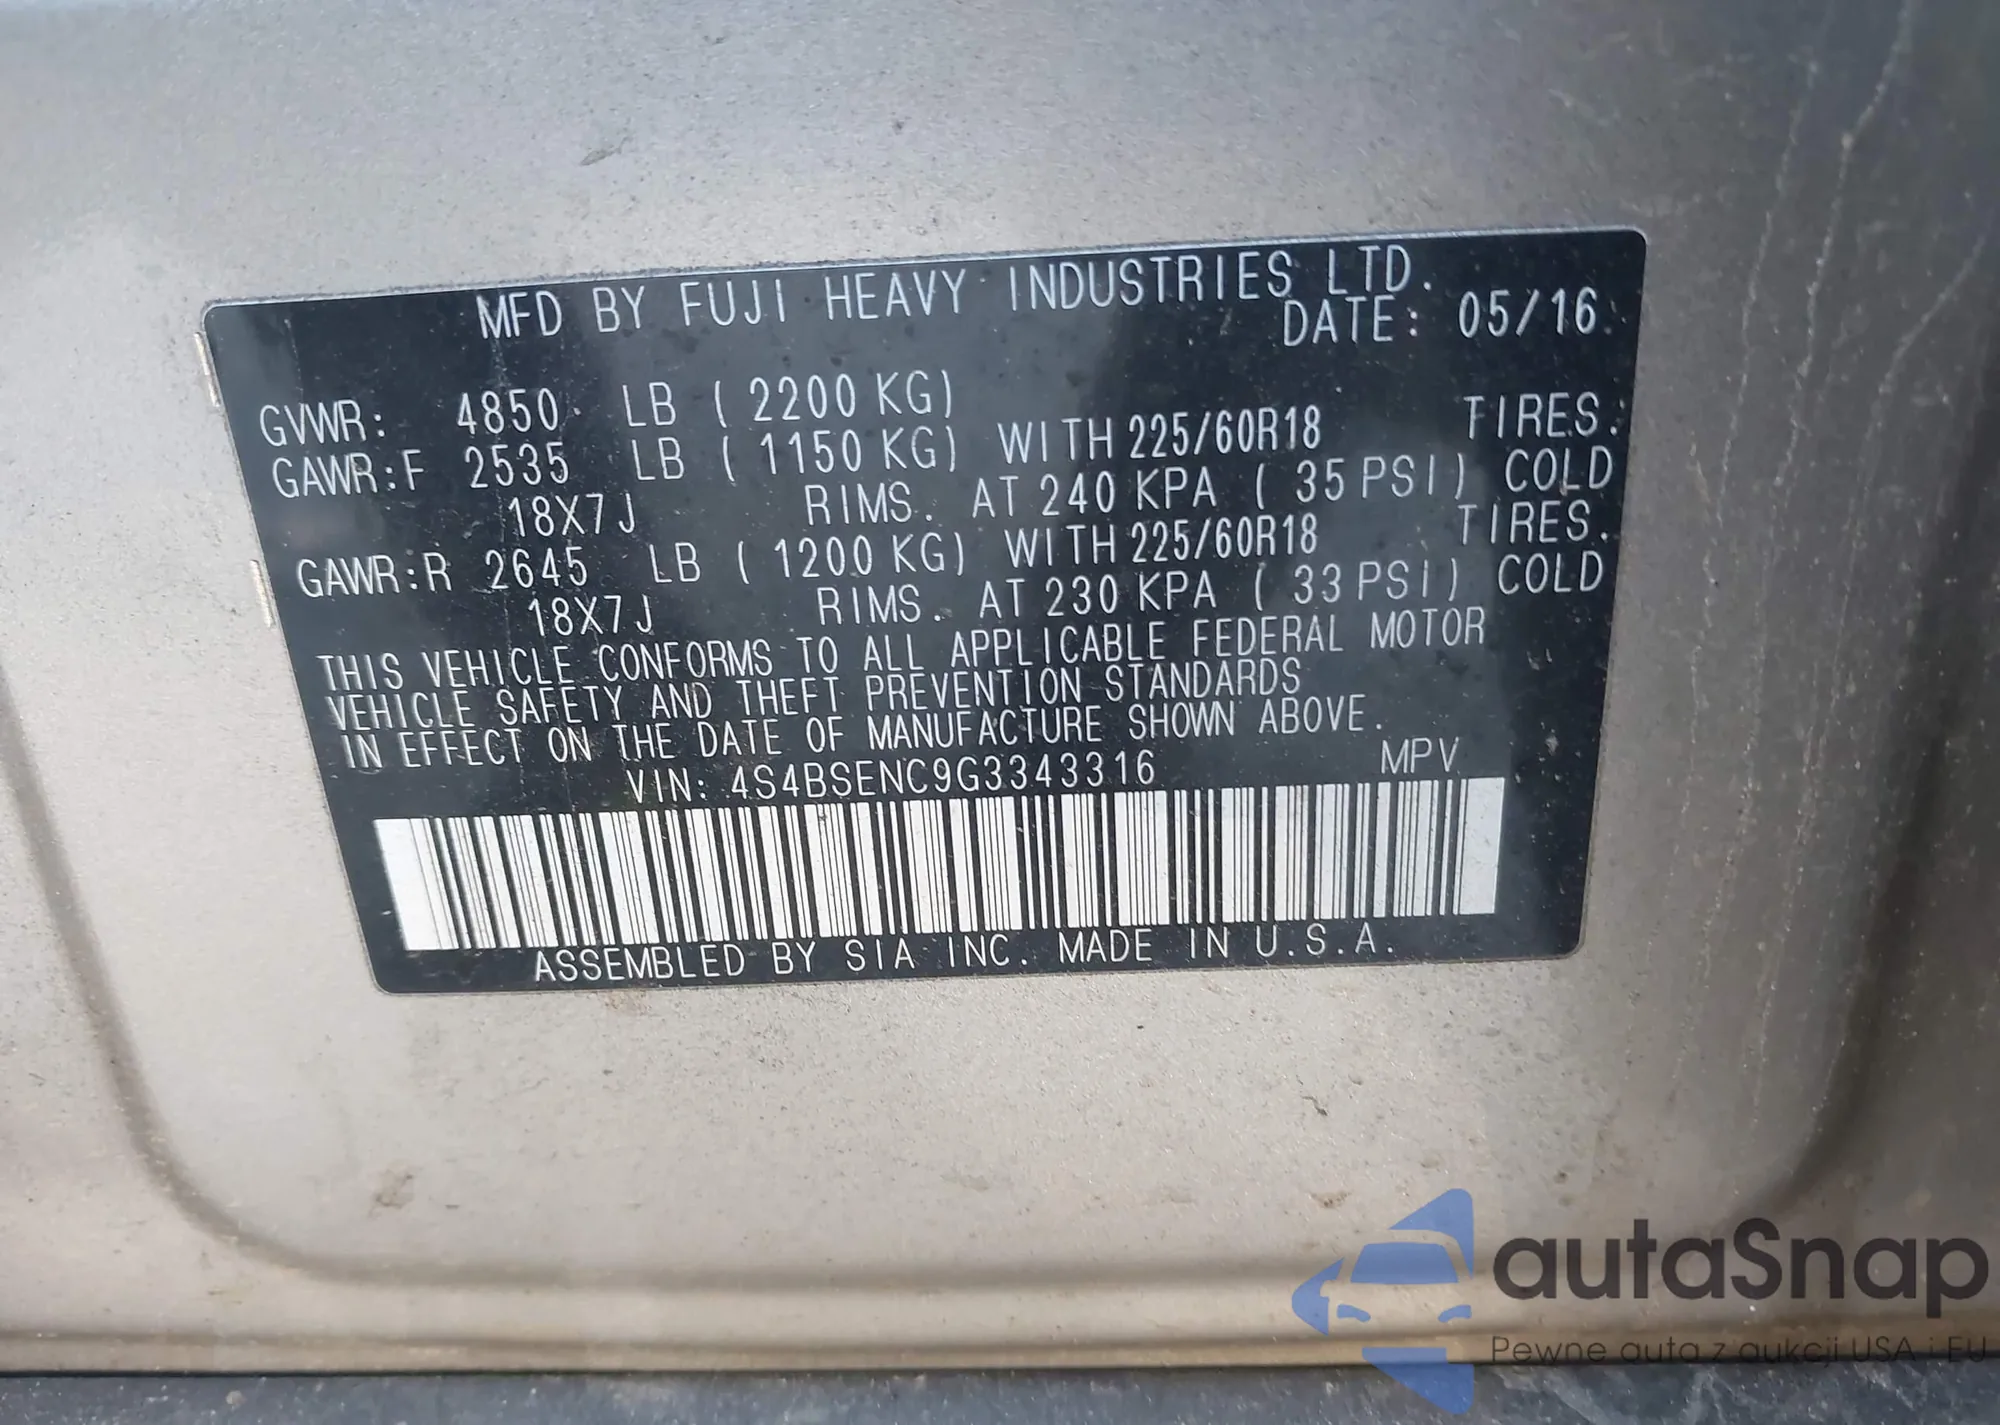 MFD BY FUJI HEAVY INDUSTRIES LTD.
DATE: 05/16
GVWR: 4850 LB ( 2200 KG)
GAWR:F 2535 LB ( 1150 KG) WITH 225/60R18 TIRES.
18X7J RIMS. AT 240 KPA ( 35 PSI) COLD
GAWR:R 2645 LB ( 1200 KG) WITH 225/60R18 TIRES.
18X7J RIMS. AT 230 KPA ( 33 PSI) COLD
THIS VEHICLE CONFORMS TO ALL APPLICABLE FEDERAL MOTOR
VEHICLE SAFETY AND THEFT PREVENTION STANDARDS
IN EFFECT ON THE DATE OF MANUFACTURE SHOWN ABOVE.
VIN: 4S4BSENC9G3343316 MPV
ASSEMBLED BY SIA INC. MADE IN U.S.A.
autaSnap
Pewne auta z aukcji USA i EU